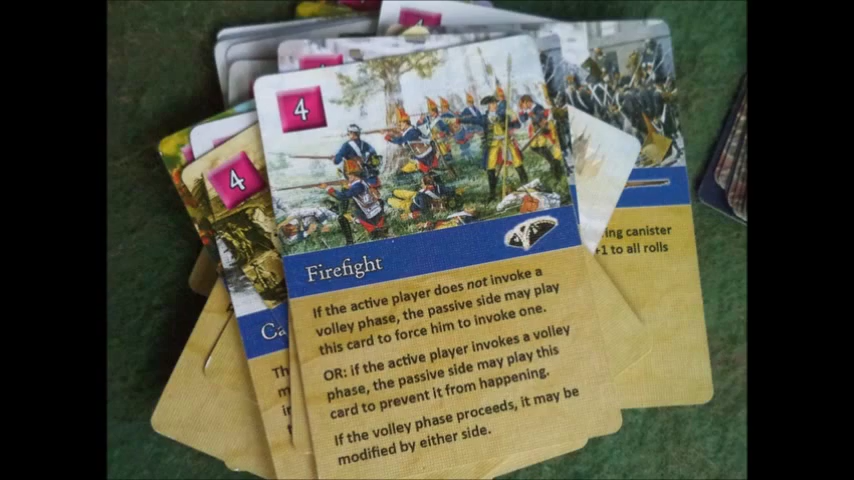 4
4
Firefight
If the active player does not invoke a
volley phase, the passive side may play
this card to force him to invoke one.
OR: if the active player invokes a volley
phase, the passive side may play this
card to prevent it from happening.
If the volley phase proceeds, it may be
modified by either side.
Ca
Th
ing canister
+1 to all rolls